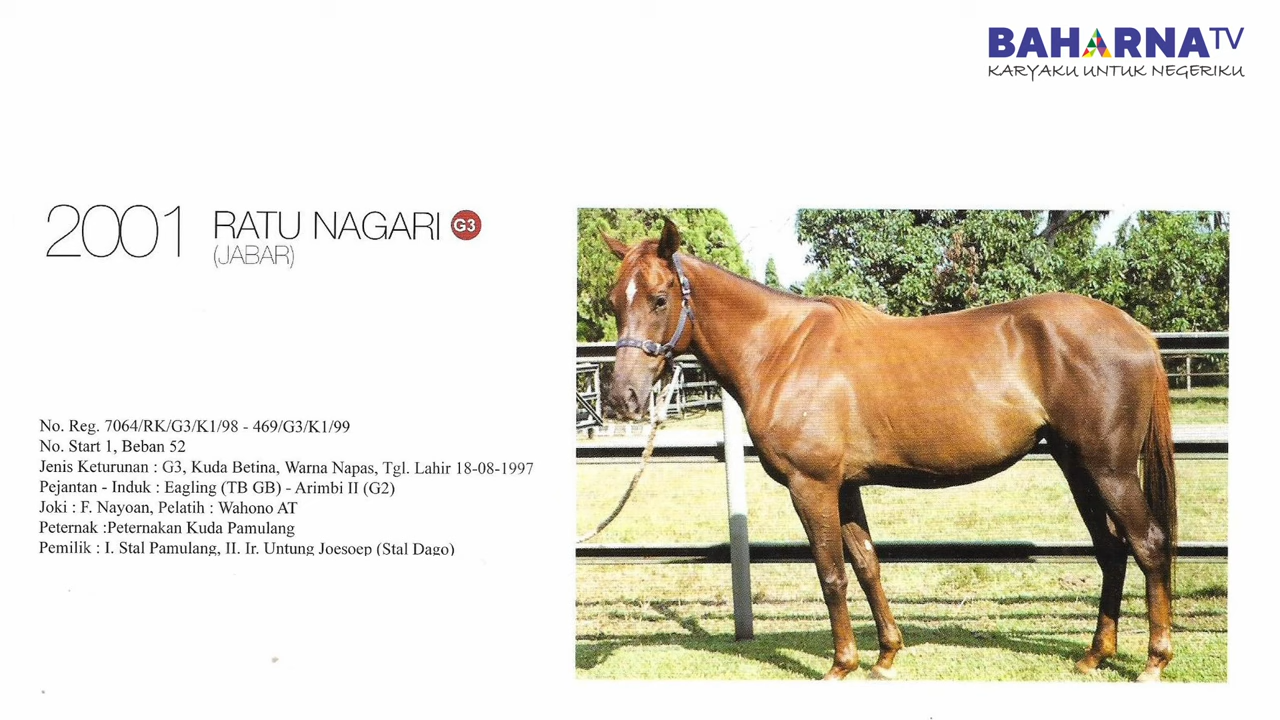 BAHARNA TV
KARYAKU UNTUK NEGERIKU
2001 RATU NAGARI G3
(JABAR)
No. Reg. 7064/RK/G3/K1/98 - 469/G3/K1/99
No. Start 1, Beban 52
Jenis Keturunan : G3, Kuda Betina, Warna Napas, Tgl. Lahir 18-08-1997
Pejantan - Induk : Eagling (TB GB) - Arimbi II (G2)
Joki : F. Nayoan, Pelatih : Wahono AT
Peternak :Peternakan Kuda Pamulang
Pemilik : I. Stal Pamulang, II. Ir. Untung Joesoep (Stal Dago)